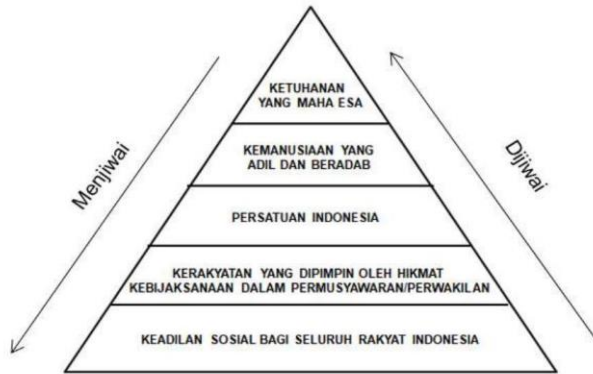 KETUHANAN
YANG MAHA ESA
KEMANUSIAAN YANG
ADIL DAN BERADAB
Menjiwai
Dijiwai
PERSATUAN INDONESIA
KERAKYATAN YANG DIPIMPIN OLEH HIKMAT
KEBIJAKSANAAN DALAM PERMUSYAWARAN/PERWAKILAN
KEADILAN SOSIAL BAGI SELURUH RAKYAT INDONESIA